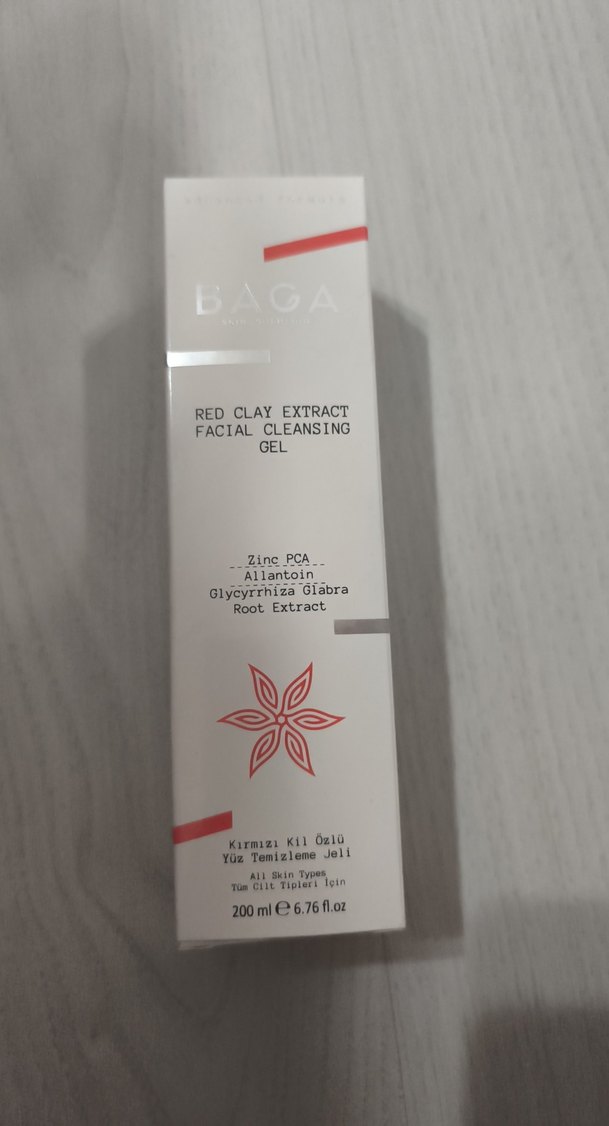 BAGA
RED CLAY EXTRACT
FACIAL CLEANSING
GEL
Zinc PCA
Allantoin
Glycyrrhiza Glabra
Root Extract
Kırmızı Kil Özlü
Yüz Temizleme Jeli
All Skin Types
Tüm Cilt Tipleri İçin
200 ml ℮ 6.76 fl.oz